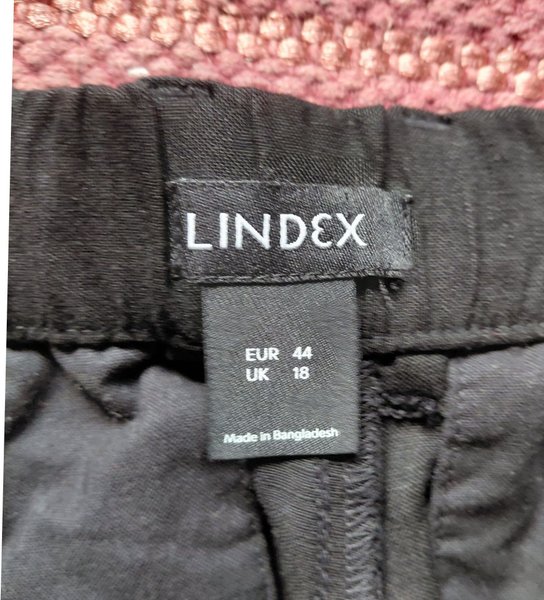 LINDEX
EUR 44
UK 18
Made in Bangladesh